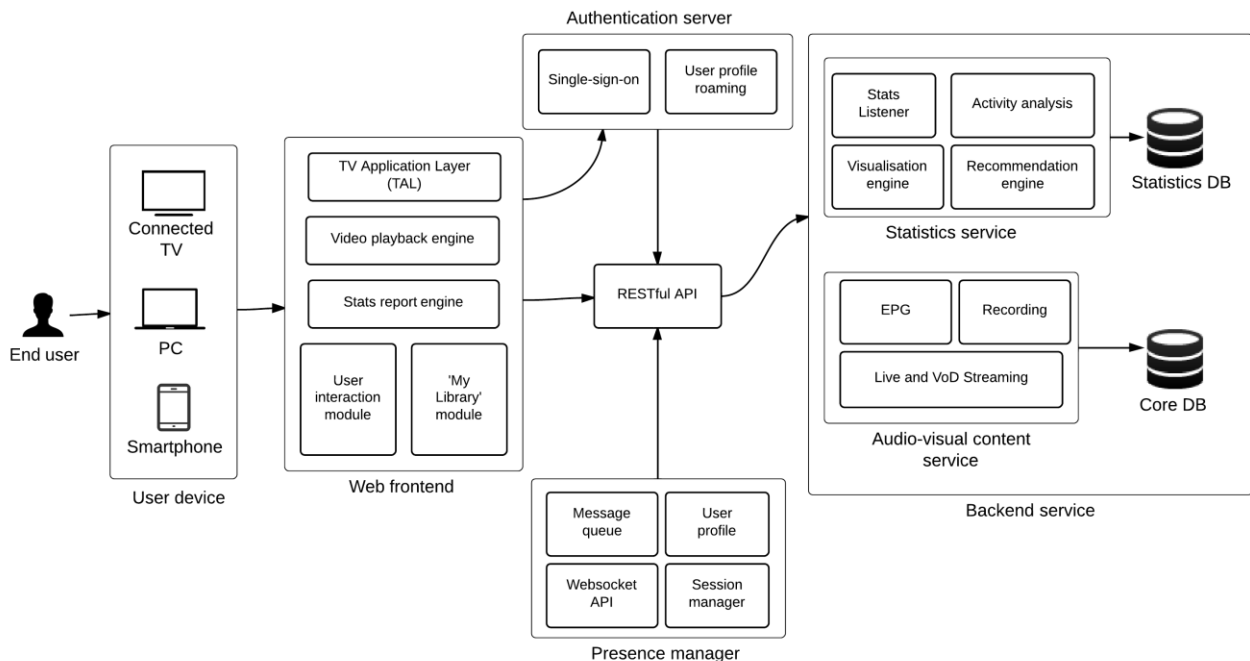 Authentication server
Single-sign-on
User profile
roaming
Stats
Listener
Activity analysis
Visualisation
engine
Recommendation
engine
Statistics DB
Statistics service
TV Application Layer
(TAL)
Video playback engine
Stats report engine
User
interaction
module
'My
Library'
module
Web frontend
Connected
TV
PC
Smartphone
User device
End user
RESTful API
EPG
Recording
Live and VoD Streaming
Core DB
Audio-visual content
service
Backend service
Message
queue
User
profile
Websocket
API
Session
manager
Presence manager